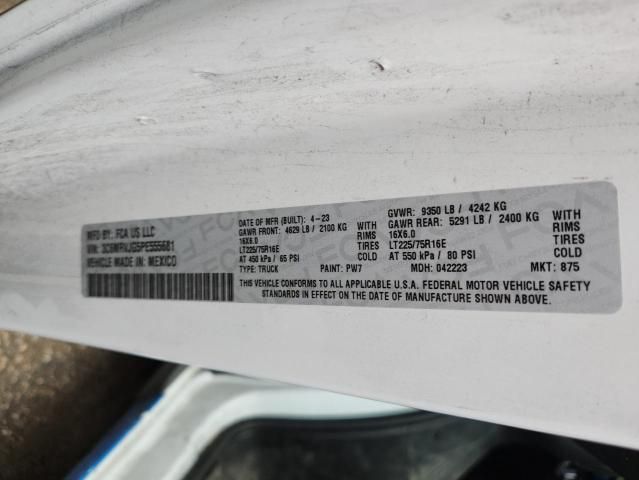 MFD BY: FCA US LLC
VIN: 3C6MRVJG5PE555681
VEHICLE MADE IN: MEXICO
DATE OF MFR (BUILT): 4-23
GVWR: 9350 LB / 4242 KG
GAWR FRONT: 4629 LB / 2100 KG WITH
GAWR REAR: 5291 LB / 2400 KG WITH
16X6.0 RIMS
16X6.0 RIMS
LT225/75R16E TIRES
LT225/75R16E TIRES
AT 450 kPa / 65 PSI COLD
AT 550 kPa / 80 PSI COLD
TYPE: TRUCK PAINT: PW7 MDH: 042223 MKT: 875
THIS VEHICLE CONFORMS TO ALL APPLICABLE U.S.A. FEDERAL MOTOR VEHICLE SAFETY
STANDARDS IN EFFECT ON THE DATE OF MANUFACTURE SHOWN ABOVE.